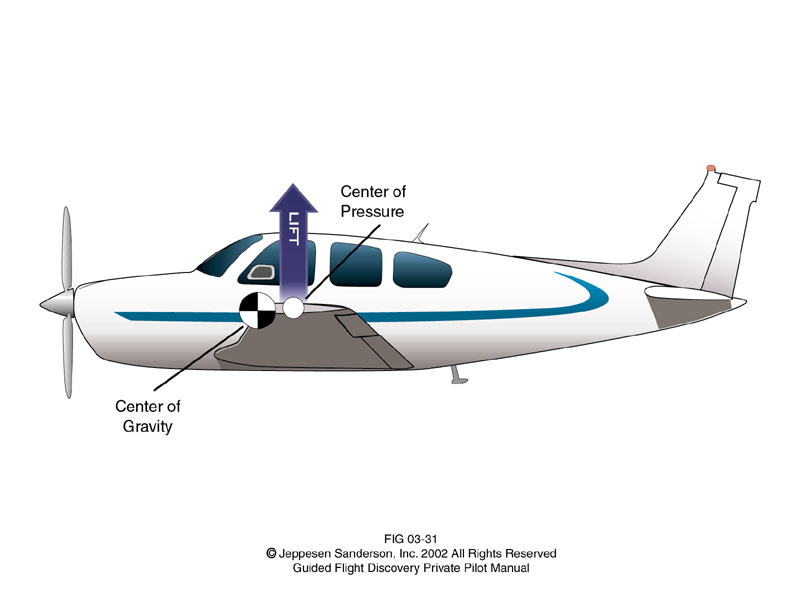 Center of
Pressure
LIFT
Center of
Gravity
FIG 03-31
© Jeppesen Sanderson, Inc. 2002 All Rights Reserved
Guided Flight Discovery Private Pilot Manual